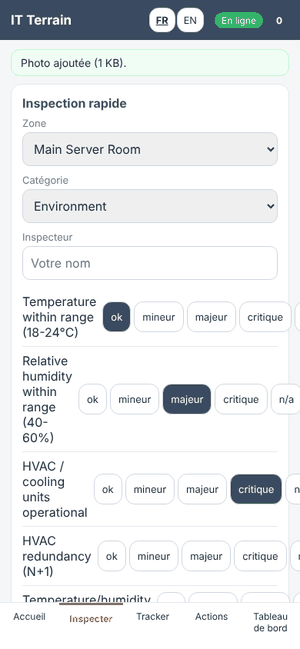 IT Terrain
FR
EN
En ligne
0
Photo ajoutée (1 KB).
Inspection rapide
Zone
Main Server Room
Catégorie
Environment
Inspecteur
Votre nom
Temperature
within range
(18-24°C)
ok
mineur
majeur
critique
Relative
humidity
within
range
(40-
60%)
ok
mineur
majeur
critique
n/a
HVAC /
cooling
units
operational
ok
mineur
majeur
critique
HVAC
redundancy
(N+1)
ok
mineur
majeur
critique
Temperature/humidity
Accueil
Inspecter
Tracker
Actions
Tableau
de bord